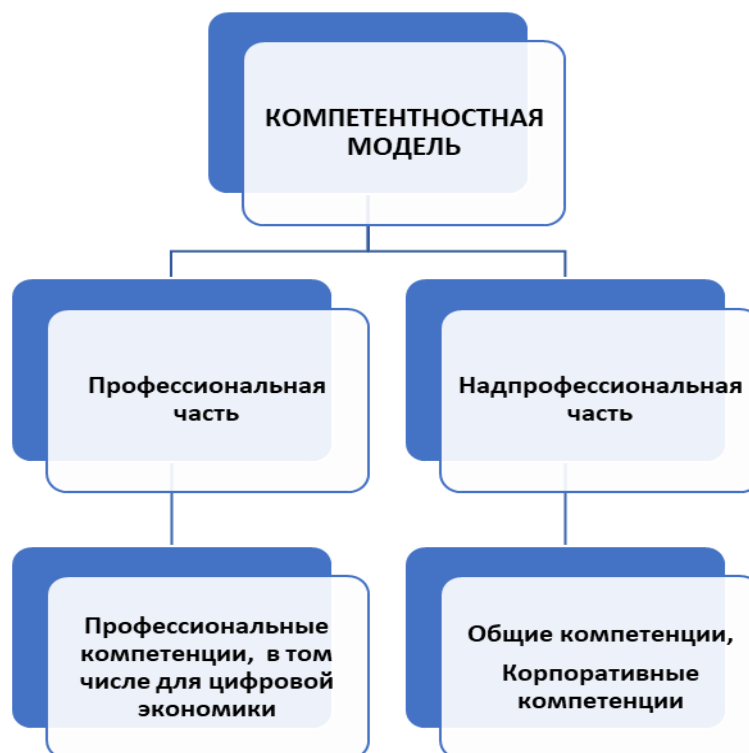 КОМПЕТЕНТНОСТНАЯ
МОДЕЛЬ
Профессиональная
часть
Надпрофессиональная
часть
Профессиональные
компетенции, в том
числе для цифровой
экономики
Общие компетенции,
Корпоративные
компетенции